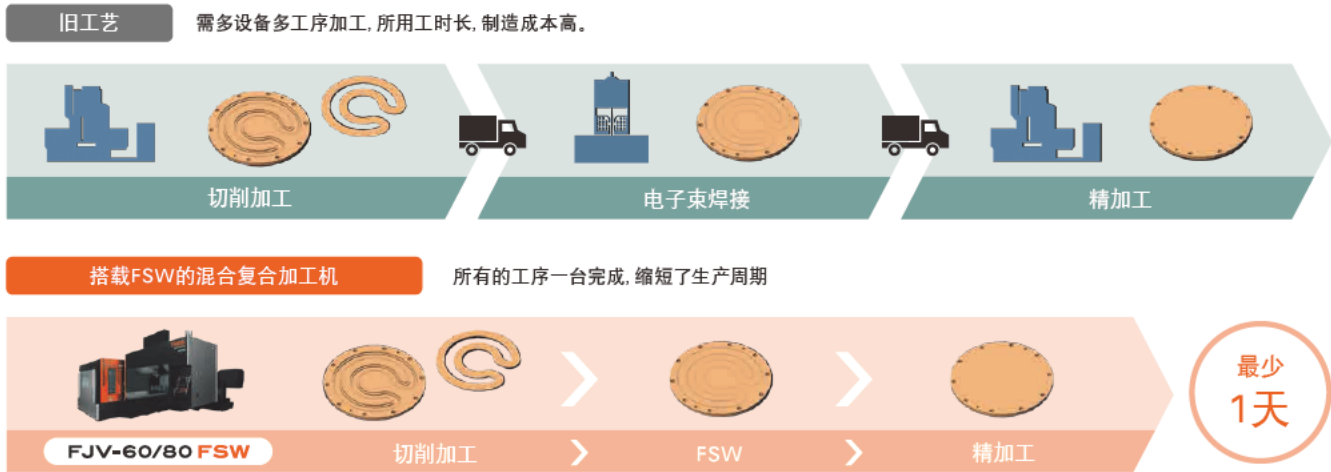 旧工艺
需多设备多工序加工, 所用工时长, 制造成本高。
切削加工
电子束焊接
精加工
搭载FSW的混合复合加工机
所有的工序一台完成, 缩短了生产周期
最少
1天
FJV-60/80 FSW
切削加工
FSW
精加工